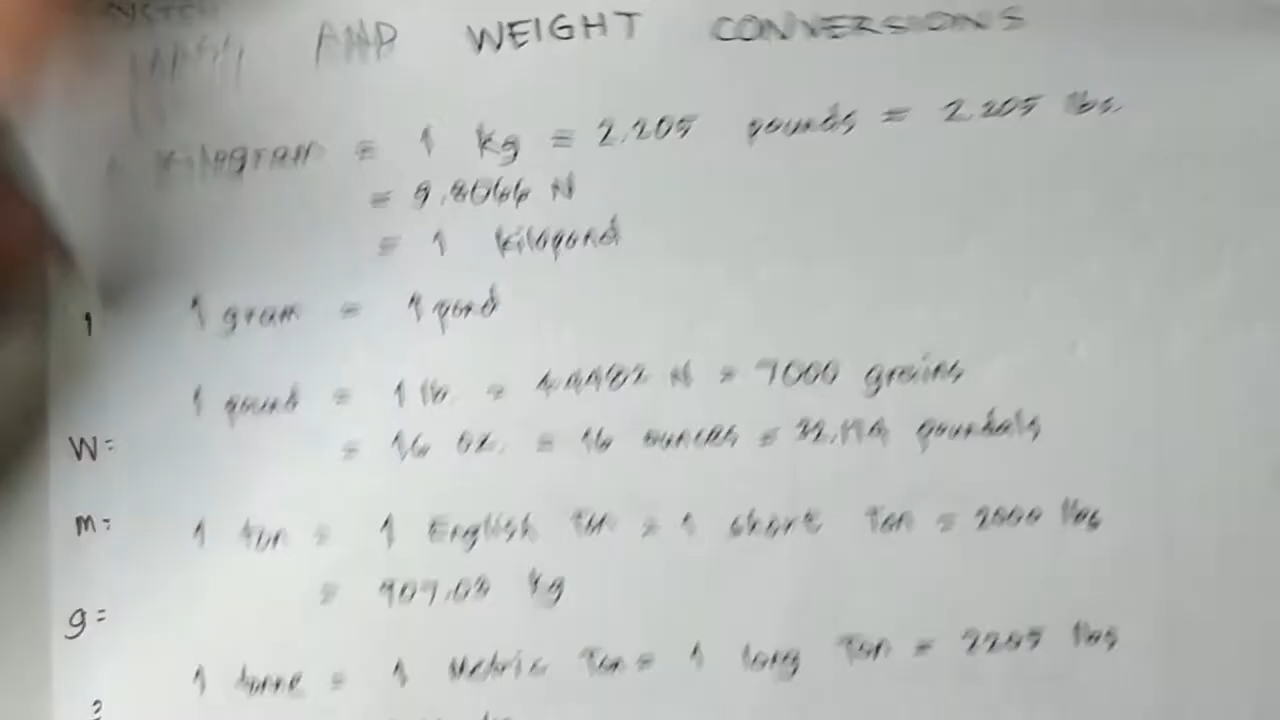 AND WEIGHT CONVERSIONS
kilogram = 1 kg = 2.205 pounds = 2.205 lbs.
= 9.8066 N
= 1 kilopond
1
1 gram = 1 pond
1 pound = 1 lb. = 4.4482 N = 7000 grains
W=
= 16 oz. = 16 ounces = 32.174 poundals
m=
1 ton = 1 English Ton = 1 short Ton = 2000 lbs
= 907.03 kg
g=
1 tonne = 1 Metric Ton = 1 long Ton = 2205 lbs